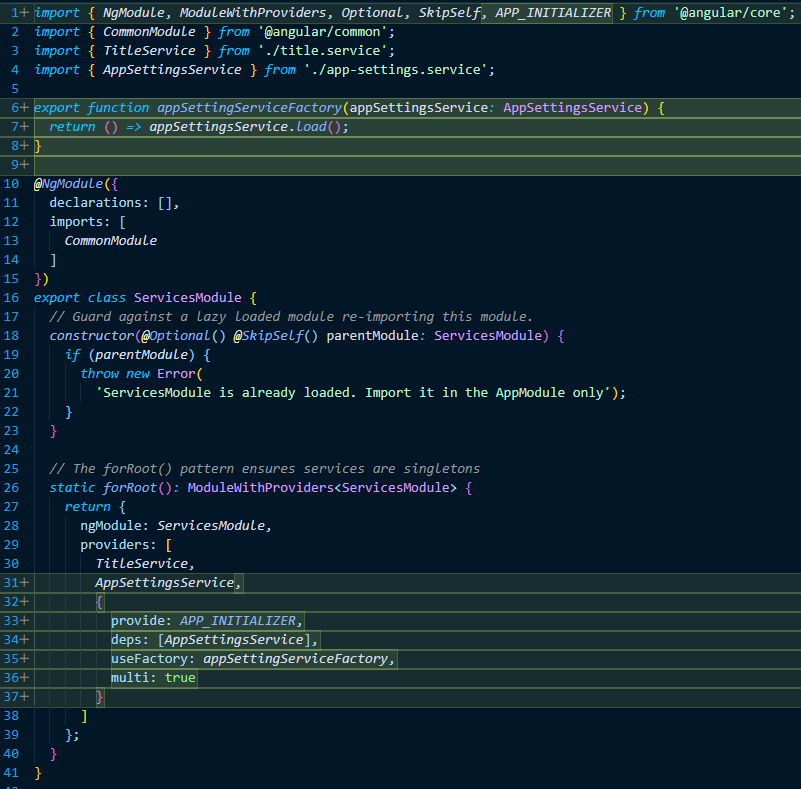 1+ import { NgModule, ModuleWithProviders, Optional, SkipSelf, APP_INITIALIZER } from '@angular/core';
2 import { CommonModule } from '@angular/common';
3 import { TitleService } from './title.service';
4 import { AppSettingsService } from './app-settings.service';
5
6+ export function appSettingServiceFactory(appSettingsService: AppSettingsService) {
7+   return () => appSettingsService.load();
8+ }
9+
10 @NgModule({
11   declarations: [],
12   imports: [
13     CommonModule
14   ]
15 })
16 export class ServicesModule {
17   // Guard against a lazy loaded module re-importing this module.
18   constructor(@Optional() @SkipSelf() parentModule: ServicesModule) {
19     if (parentModule) {
20       throw new Error(
21         'ServicesModule is already loaded. Import it in the AppModule only');
22     }
23   }
24
25   // The forRoot() pattern ensures services are singletons
26   static forRoot(): ModuleWithProviders<ServicesModule> {
27     return {
28       ngModule: ServicesModule,
29       providers: [
30         TitleService,
31+         AppSettingsService,
32+         {
33+           provide: APP_INITIALIZER,
34+           deps: [AppSettingsService],
35+           useFactory: appSettingServiceFactory,
36+           multi: true
37+         }
38       ]
39     };
40   }
41 }